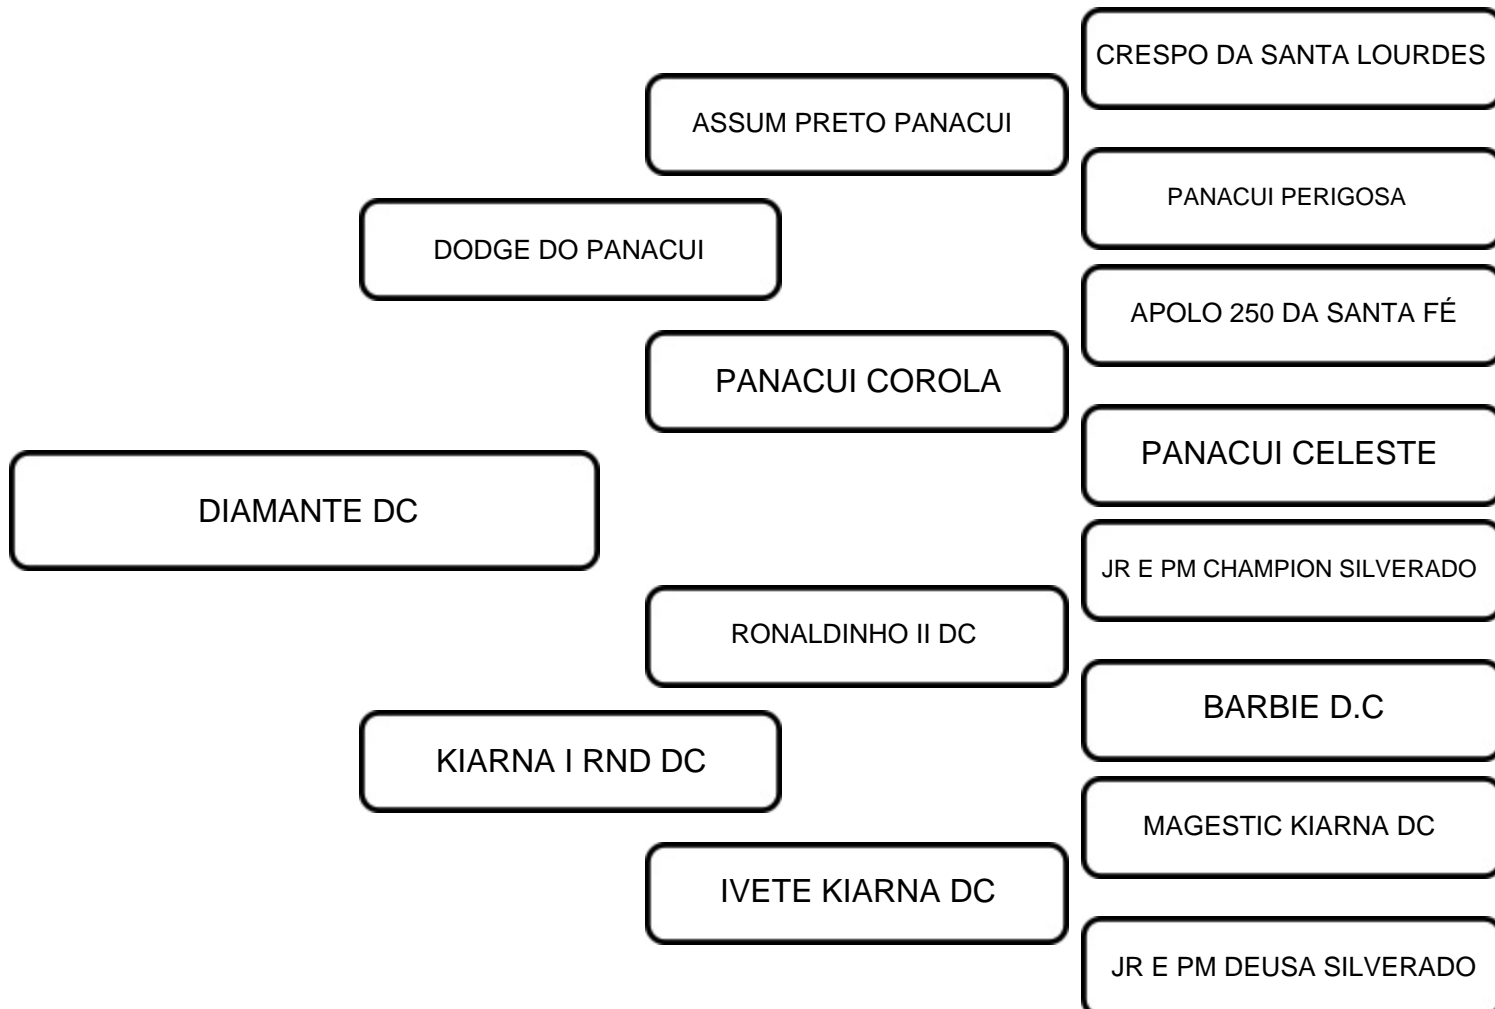 CRESPO DA SANTA LOURDES
ASSUM PRETO PANACUI
PANACUI PERIGOSA
DODGE DO PANACUI
APOLO 250 DA SANTA FÉ
PANACUI COROLA
PANACUI CELESTE
DIAMANTE DC
JR E PM CHAMPION SILVERADO
RONALDINHO II DC
BARBIE D.C
KIARNA I RND DC
MAGESTIC KIARNA DC
IVETE KIARNA DC
JR E PM DEUSA SILVERADO